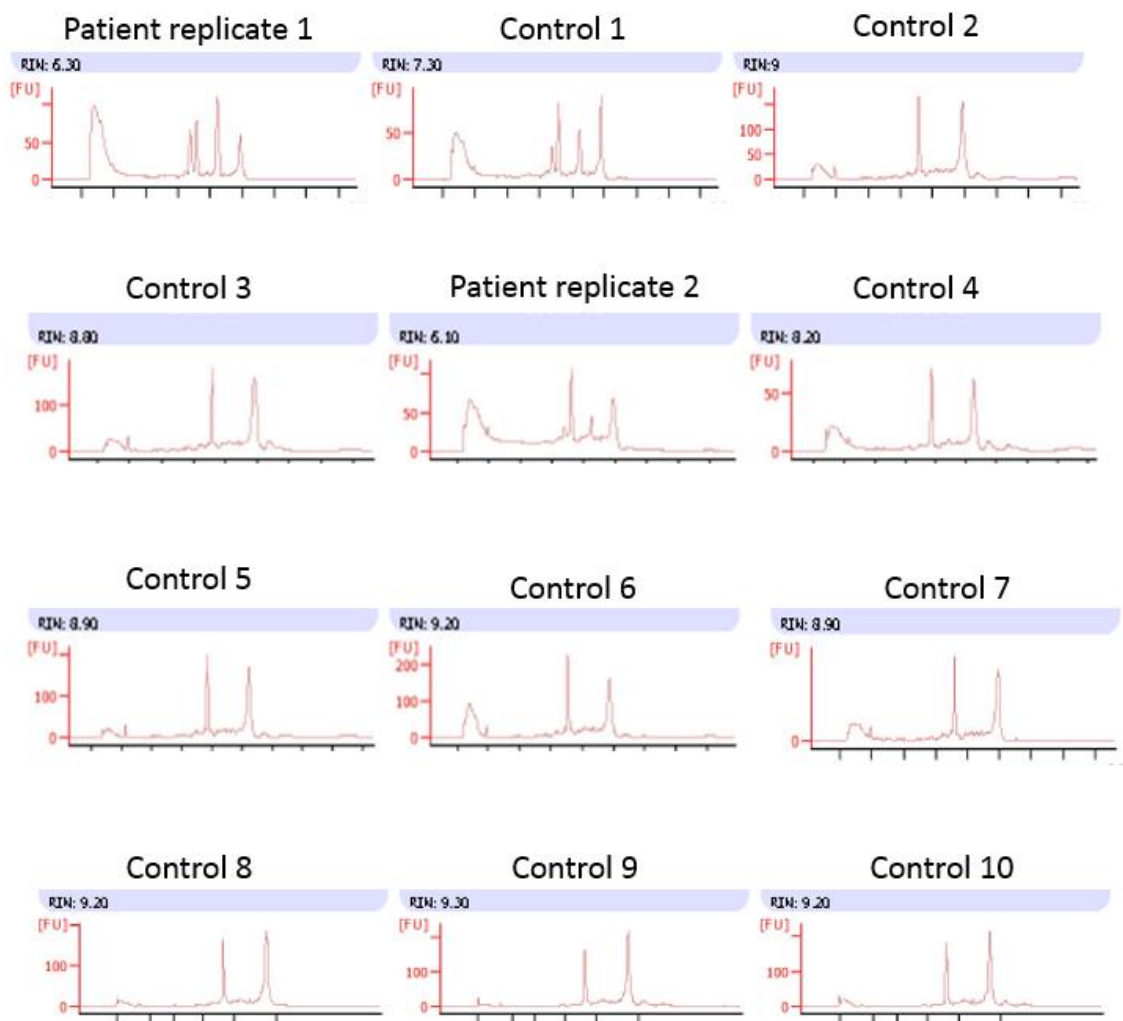 Patient replicate 1
Control 1
Control 2
RIN: 6.30
RIN: 7.30
RIN:9
[FU]
50
0
[FU]
50
0
[FU]
100
50
0
Control 3
Patient replicate 2
Control 4
RIN: 8.80
RIN: 6.10
RIN: 8.20
[FU]
100
0
[FU]
50
0
[FU]
50
0
Control 5
Control 6
Control 7
RIN: 8.90
RIN: 9.20
RIN: 8.90
[FU]
100
0
[FU]
200
100
0
[FU]
0
Control 8
Control 9
Control 10
RIN: 9.20
RIN: 9.30
RIN: 9.20
[FU]
100
0
[FU]
100
0
[FU]
100
0